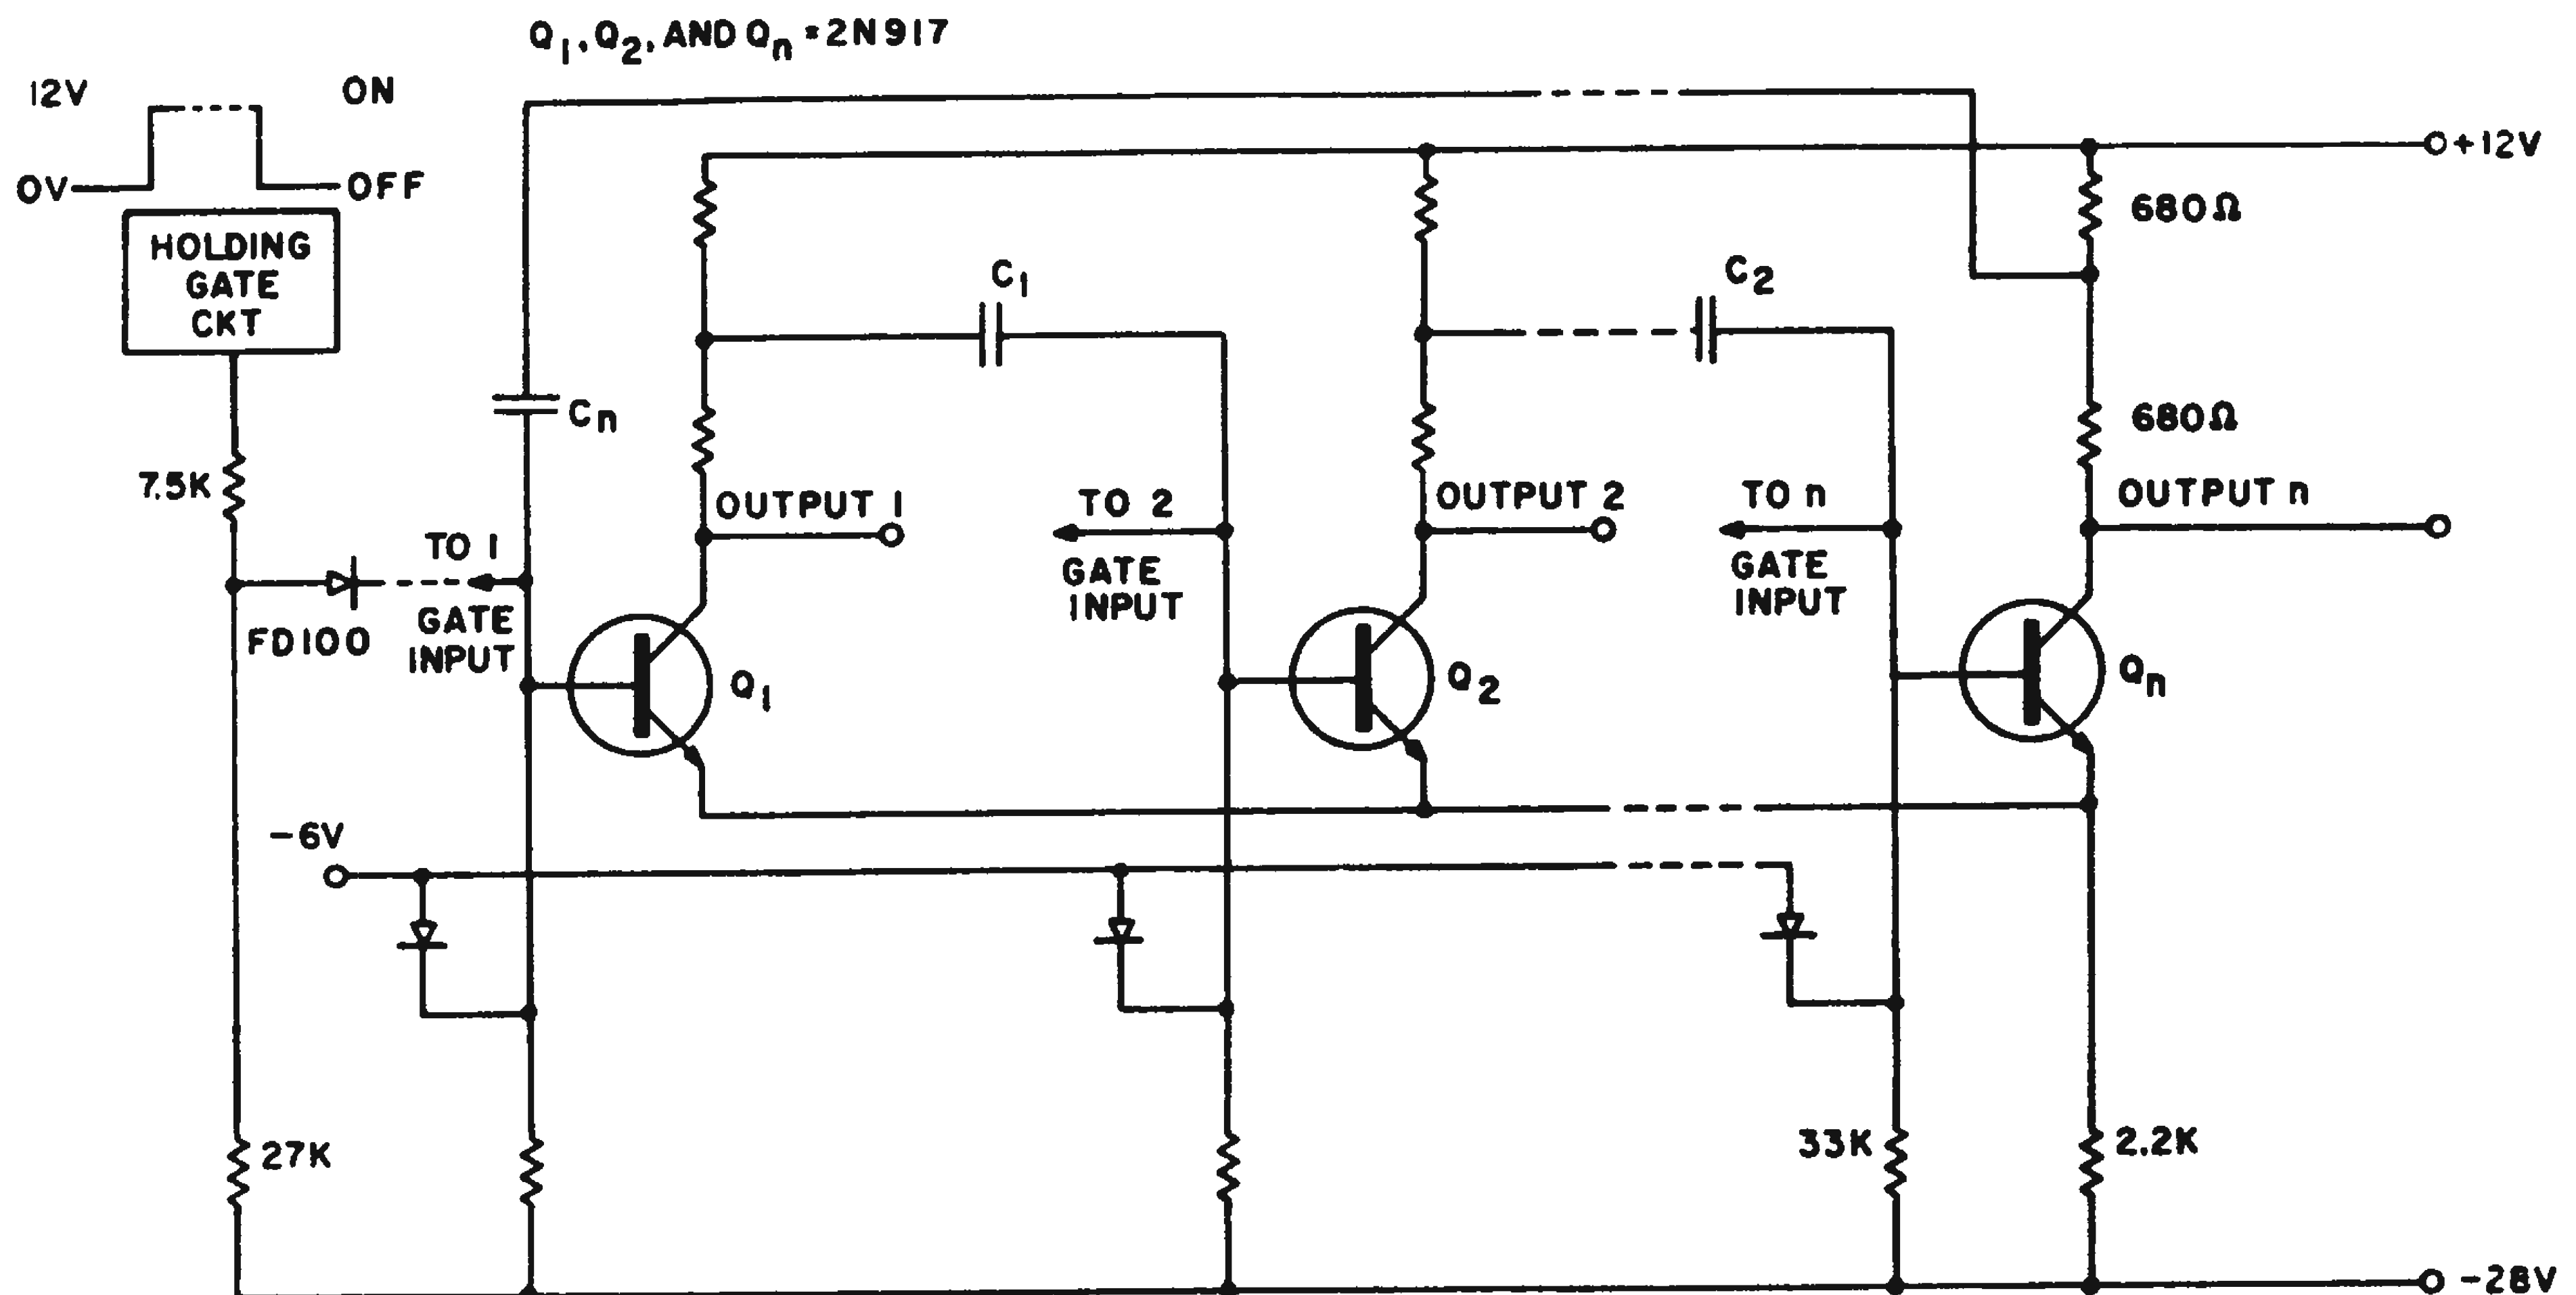 Q1, Q2, AND Qn = 2N917
12V
ON
0V
OFF
HOLDING
GATE
CKT
+12V
680Ω
C1
C2
Cn
680Ω
7.5K
OUTPUT 1
TO 2
OUTPUT 2
TO n
OUTPUT n
TO 1
GATE
INPUT
GATE
INPUT
GATE
INPUT
FD100
Q1
Q2
Qn
-6V
27K
33K
2.2K
-28V